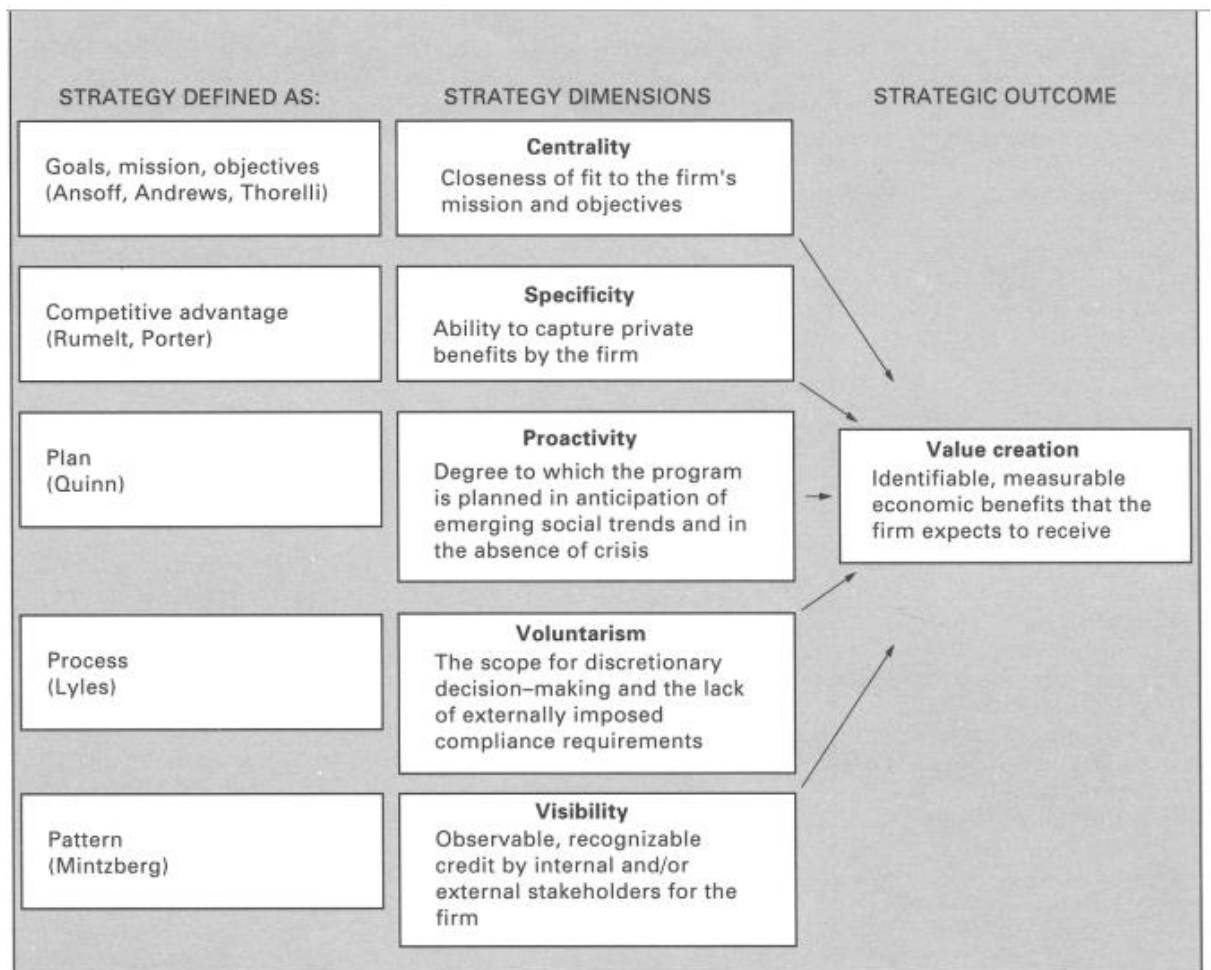 STRATEGY DEFINED AS:
STRATEGY DIMENSIONS
STRATEGIC OUTCOME
Goals, mission, objectives
(Ansoff, Andrews, Thorelli)
Centrality
Closeness of fit to the firm's
mission and objectives
Competitive advantage
(Rumelt, Porter)
Specificity
Ability to capture private
benefits by the firm
Plan
(Quinn)
Proactivity
Degree to which the program
is planned in anticipation of
emerging social trends and in
the absence of crisis
Value creation
Identifiable, measurable
economic benefits that the
firm expects to receive
Process
(Lyles)
Voluntarism
The scope for discretionary
decision–making and the lack
of externally imposed
compliance requirements
Pattern
(Mintzberg)
Visibility
Observable, recognizable
credit by internal and/or
external stakeholders for the
firm